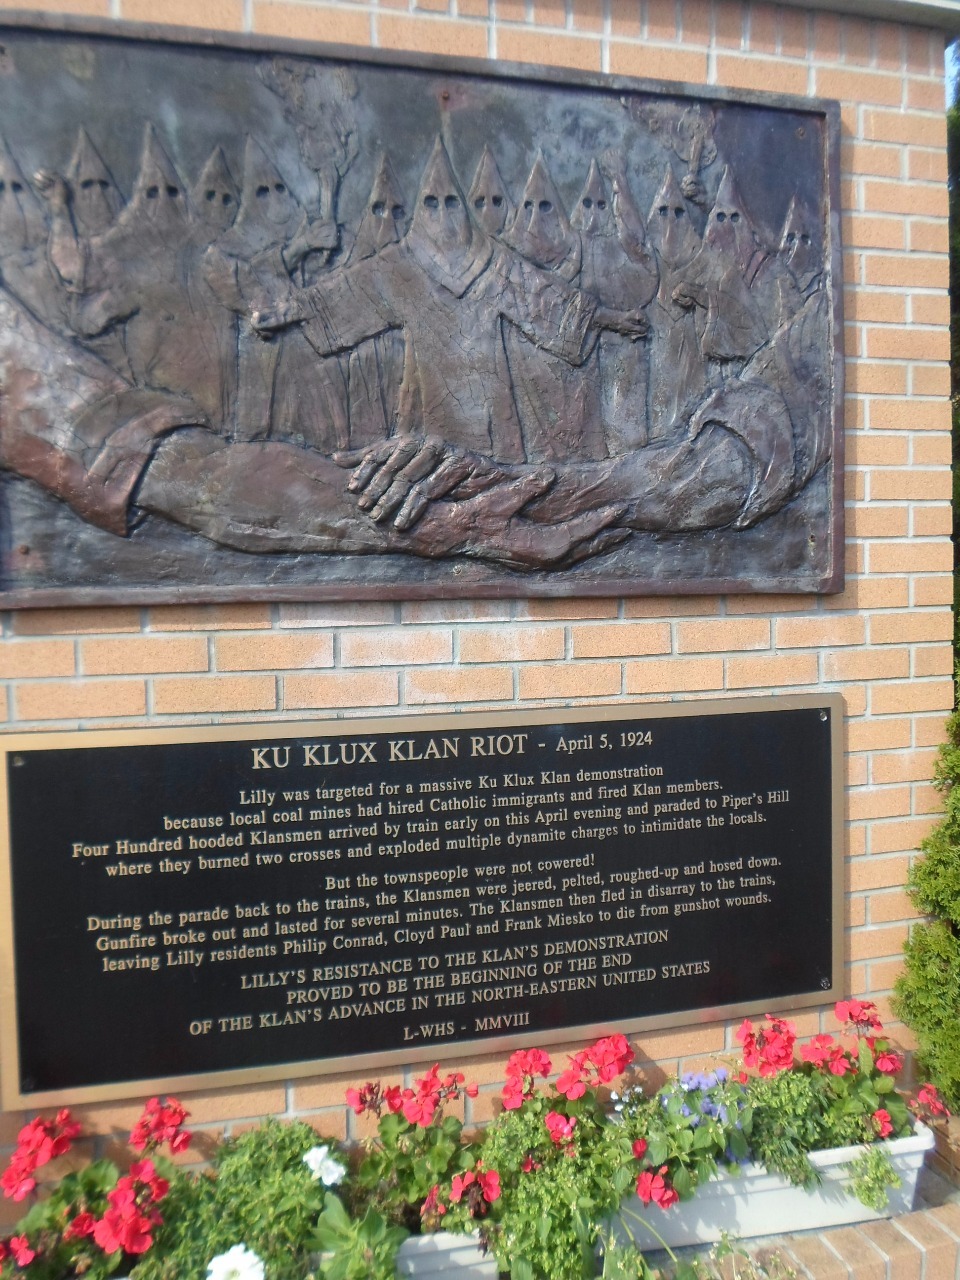 KU KLUX KLAN RIOT - April 5, 1924
Lilly was targeted for a massive Ku Klux Klan demonstration
because local coal mines had hired Catholic immigrants and fired Klan members.
Four Hundred hooded Klansmen arrived by train early on this April evening and paraded to Piper's Hill
where they burned two crosses and exploded multiple dynamite charges to intimidate the locals.
But the townspeople were not cowered!
During the parade back to the trains, the Klansmen were jeered, pelted, roughed-up and hosed down.
Gunfire broke out and lasted for several minutes. The Klansmen then fled in disarray to the trains,
leaving Lilly residents Philip Conrad, Cloyd Paul and Frank Miesko to die from gunshot wounds.
LILLY'S RESISTANCE TO THE KLAN'S DEMONSTRATION
PROVED TO BE THE BEGINNING OF THE END
OF THE KLAN'S ADVANCE IN THE NORTH-EASTERN UNITED STATES
L-WHS - MMVIII